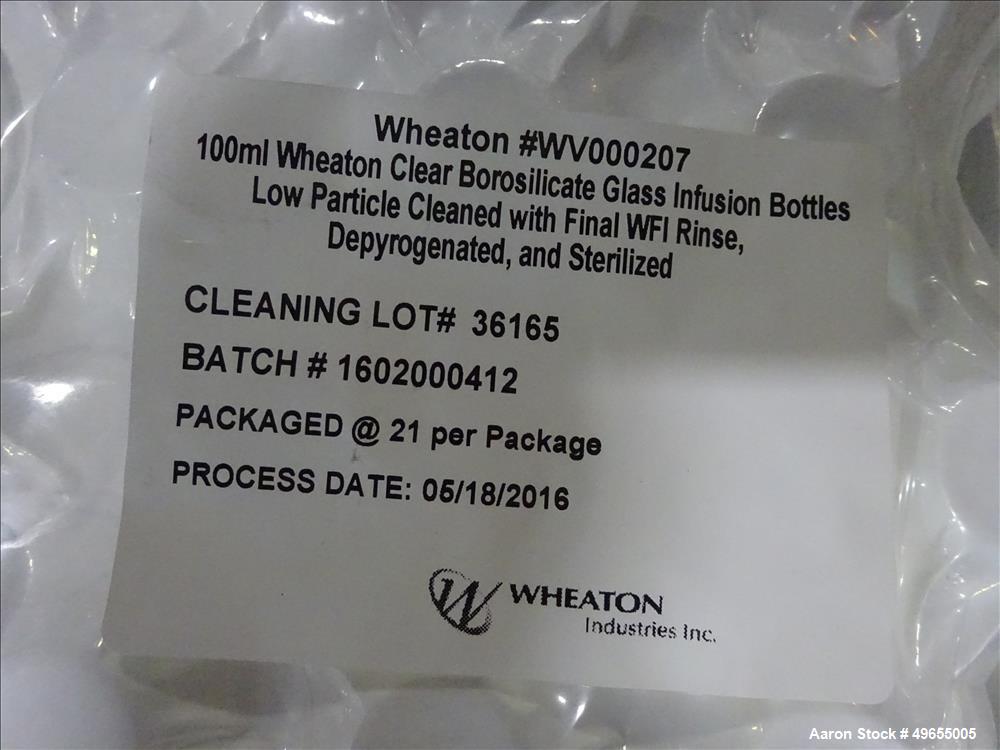 Wheaton #WV000207
100ml Wheaton Clear Borosilicate Glass Infusion Bottles
Low Particle Cleaned with Final WFI Rinse,
Depyrogenated, and Sterilized
CLEANING LOT# 36165
BATCH # 1602000412
PACKAGED @ 21 per Package
PROCESS DATE: 05/18/2016
W WHEATON
Industries Inc.
Aaron Stock # 49655005